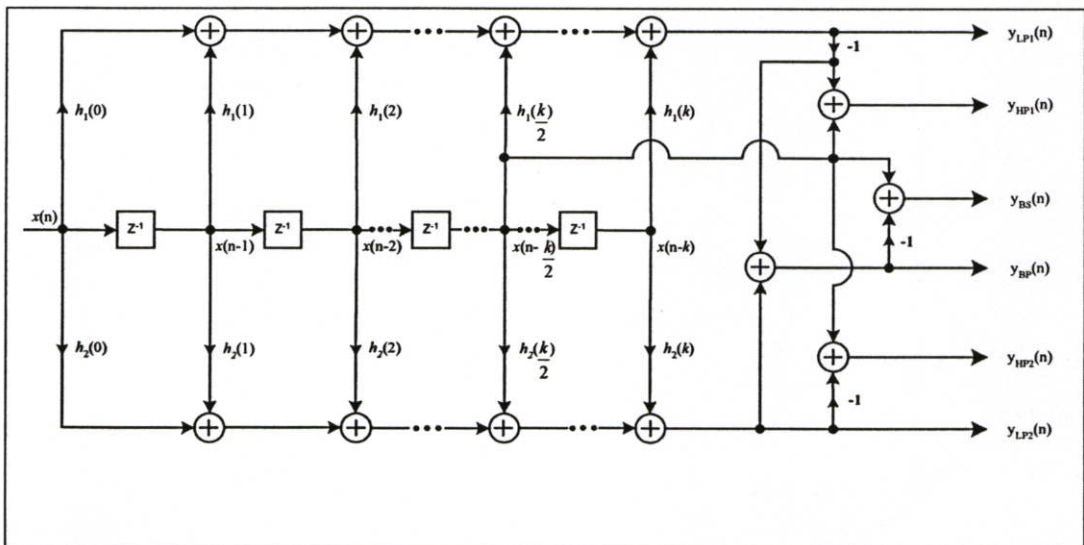 y_LP1(n)
-1
h_1(0) h_1(1) h_1(2) h_1(k/2) h_1(k) y_HP1(n)
x(n) Z^-1 Z^-1 Z^-1 Z^-1 y_BS(n)
x(n-1) x(n-2) x(n-k/2) x(n-k)
-1
y_BP(n)
h_2(0) h_2(1) h_2(2) h_2(k/2) h_2(k) y_HP2(n)
-1
y_LP2(n)